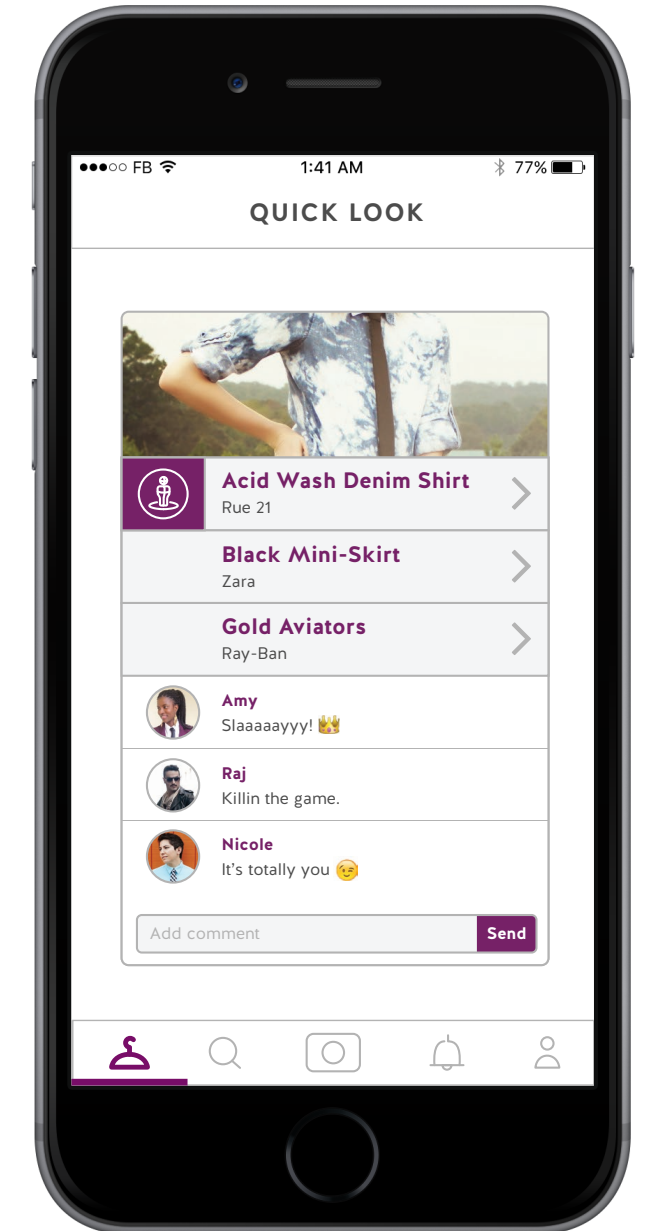 FB 1:41 AM 77%
QUICK LOOK
Acid Wash Denim Shirt
Rue 21
Black Mini-Skirt
Zara
Gold Aviators
Ray-Ban
Amy
Slaaaaayyy! 👑
Raj
Killin the game.
Nicole
It's totally you 😉
Add comment Send